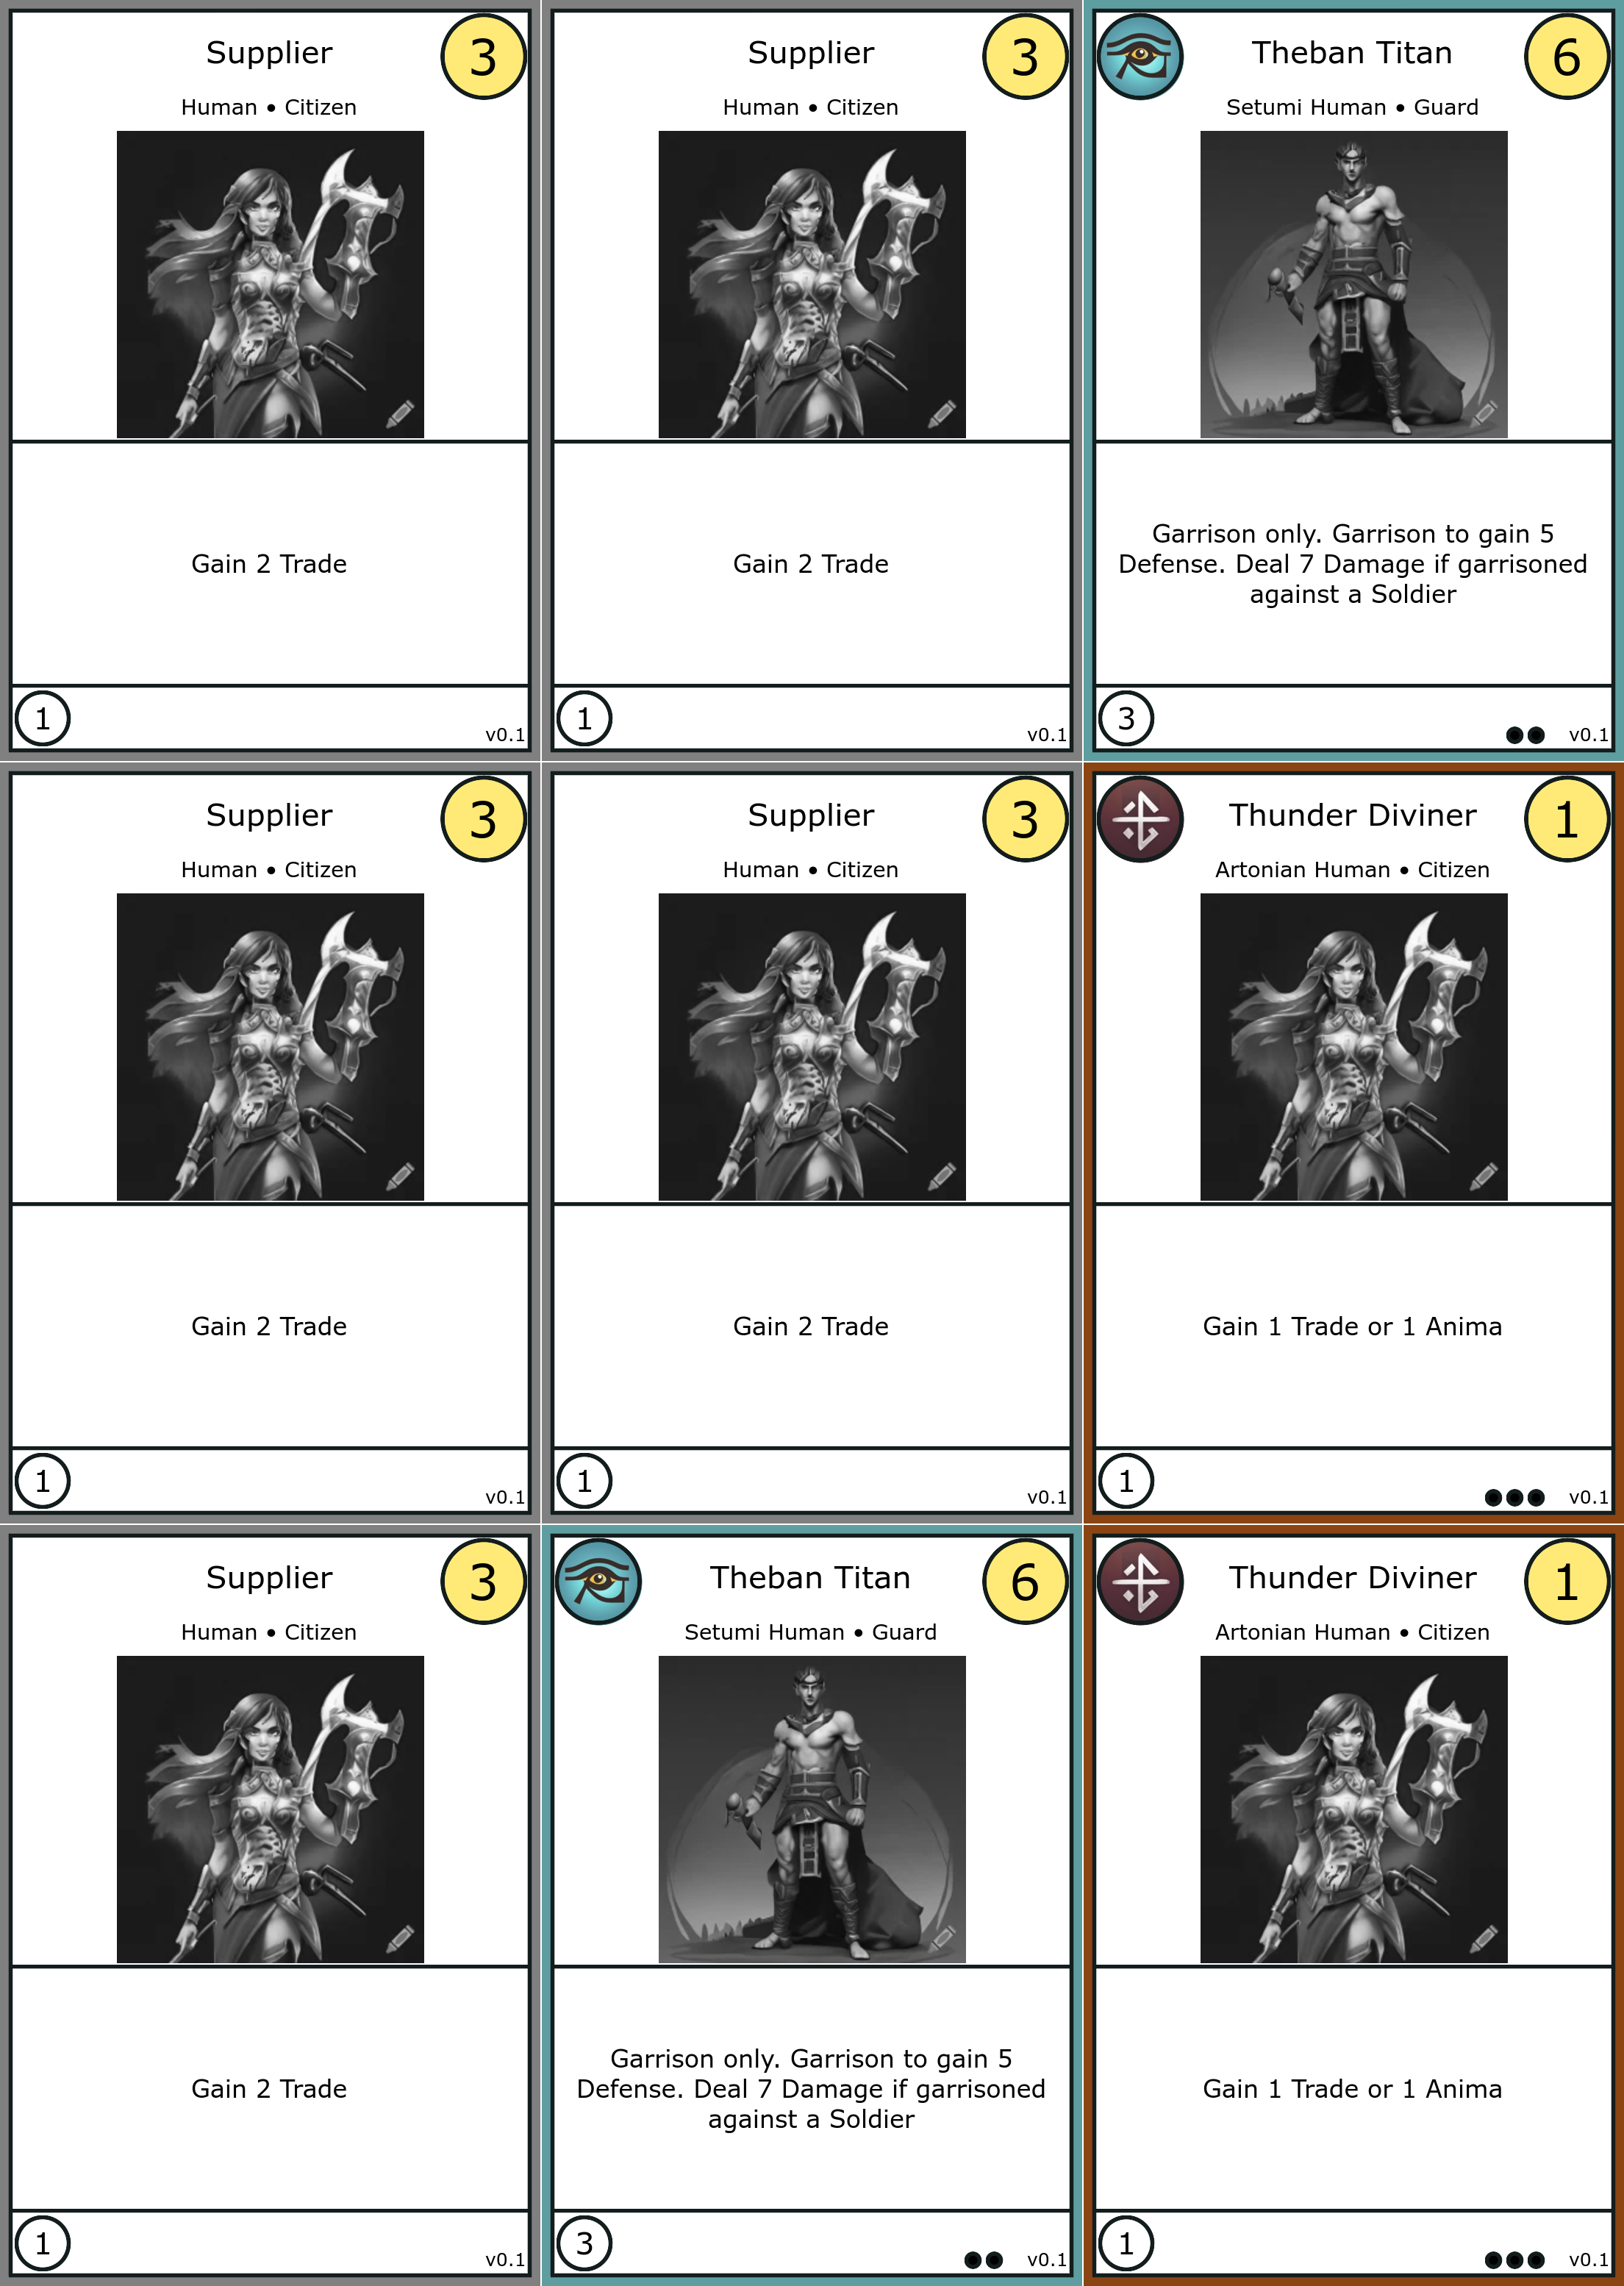 Supplier
3
Human • Citizen
Gain 2 Trade
1
v0.1
Supplier
3
Human • Citizen
Gain 2 Trade
1
v0.1
Theban Titan
6
Setumi Human • Guard
Garrison only. Garrison to gain 5
Defense. Deal 7 Damage if garrisoned
against a Soldier
3
v0.1
Supplier
3
Human • Citizen
Gain 2 Trade
1
v0.1
Supplier
3
Human • Citizen
Gain 2 Trade
1
v0.1
Thunder Diviner
1
Artonian Human • Citizen
Gain 1 Trade or 1 Anima
1
v0.1
Supplier
3
Human • Citizen
Gain 2 Trade
1
v0.1
Theban Titan
6
Setumi Human • Guard
Garrison only. Garrison to gain 5
Defense. Deal 7 Damage if garrisoned
against a Soldier
3
v0.1
Thunder Diviner
1
Artonian Human • Citizen
Gain 1 Trade or 1 Anima
1
v0.1